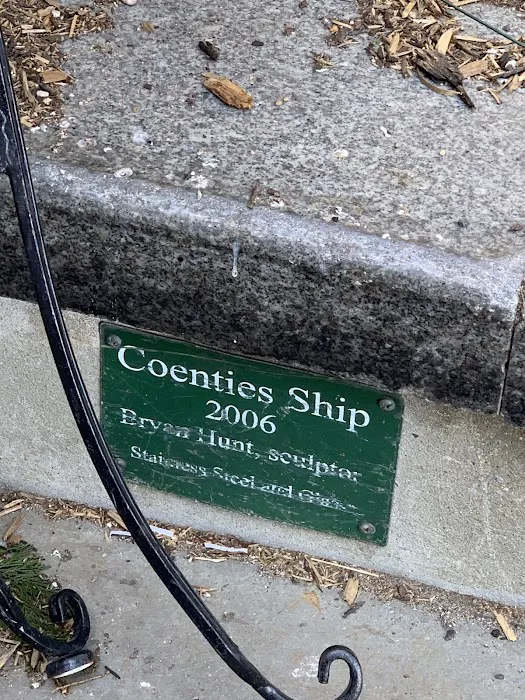 Coenties Ship
2006
Bryan Hunt, sculptor
Stainless Steel and Glass